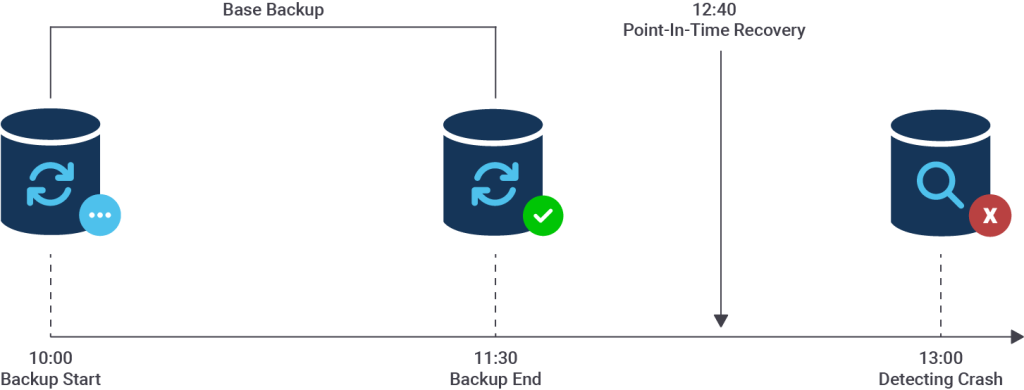 Base Backup
12:40
Point-In-Time Recovery
X
10:00
Backup Start
11:30
Backup End
13:00
Detecting Crash